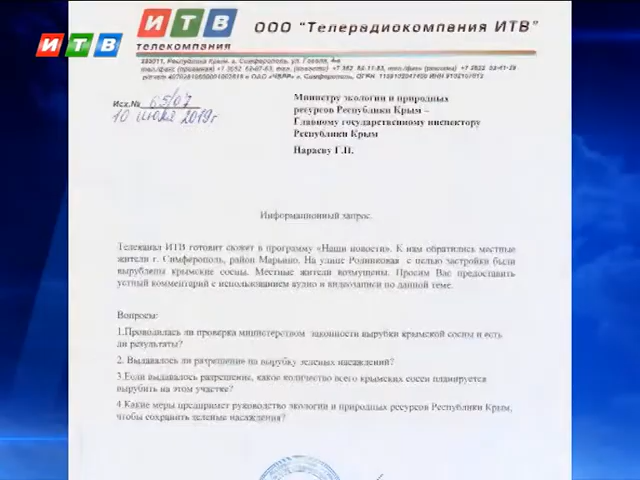 ИТВ
ИТВ
ТЕЛЕКОМПАНИЯ
ООО "Телерадиокомпания ИТВ"
Республика Крым, г. Симферополь, ул.
Исх.№ 65/07
10 июля 2019г
Министру экологии и природных
ресурсов Республики Крым –
Главному государственному инспектору
Республики Крым
Нараеву Г.П.
Информационный запрос.
Телеканал ИТВ готовит сюжет в программу «Наши новости». К нам обратились местные
жители г. Симферополь, район Марьино. На улице Родниковая с целью застройки были
вырублены крымские сосны. Местные жители возмущены. Просим Вас предоставить
устный комментарий с использованием аудио и видеозаписи по данной теме.
Вопросы:
1.Проводилась ли проверка министерством законности вырубки крымской сосны и есть
ли результаты?
2. Выдавалось ли разрешение на вырубку зеленых насаждений?
3.Если выдавалось разрешение, какое количество всего крымских сосен планируется
вырубить на этом участке?
4.Какие меры предпримет руководство экологии и природных ресурсов Республики Крым,
чтобы сохранить зеленые насаждения?